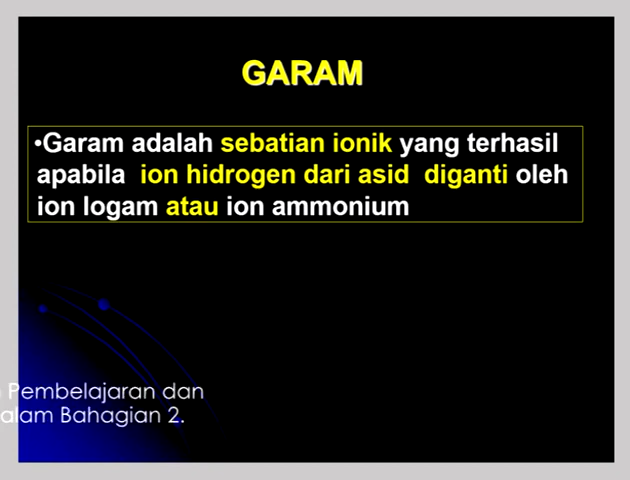 GARAM
•Garam adalah sebatian ionik yang terhasil
apabila ion hidrogen dari asid diganti oleh
ion logam atau ion ammonium
Pembelajaran dan
alam Bahagian 2.